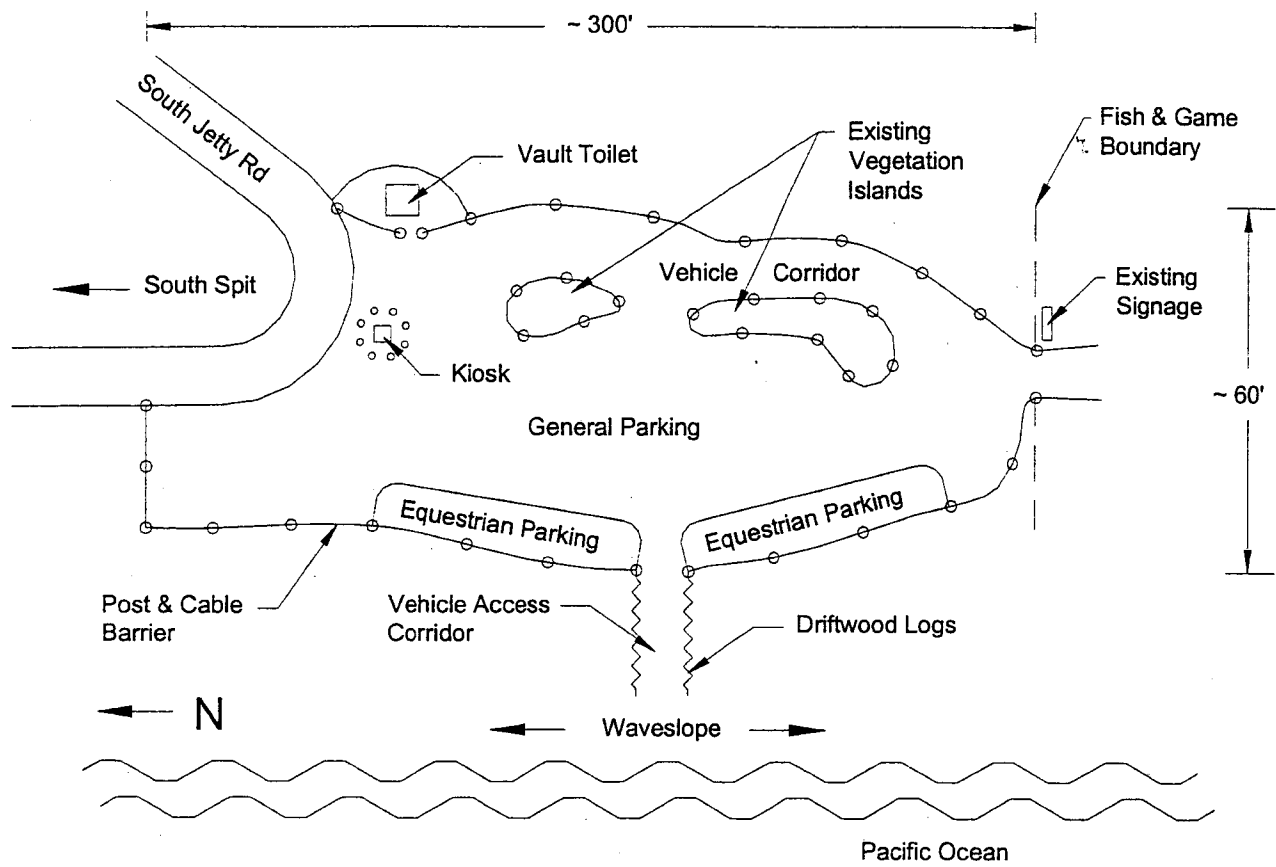 ~ 300'
South Jetty Rd
Vault Toilet
Existing
Vegetation
Islands
Fish & Game
Boundary
South Spit
Vehicle Corridor
Existing
Signage
Kiosk
~ 60'
General Parking
Equestrian Parking
Equestrian Parking
Post & Cable
Barrier
Vehicle Access
Corridor
Driftwood Logs
N
Waveslope
Pacific Ocean